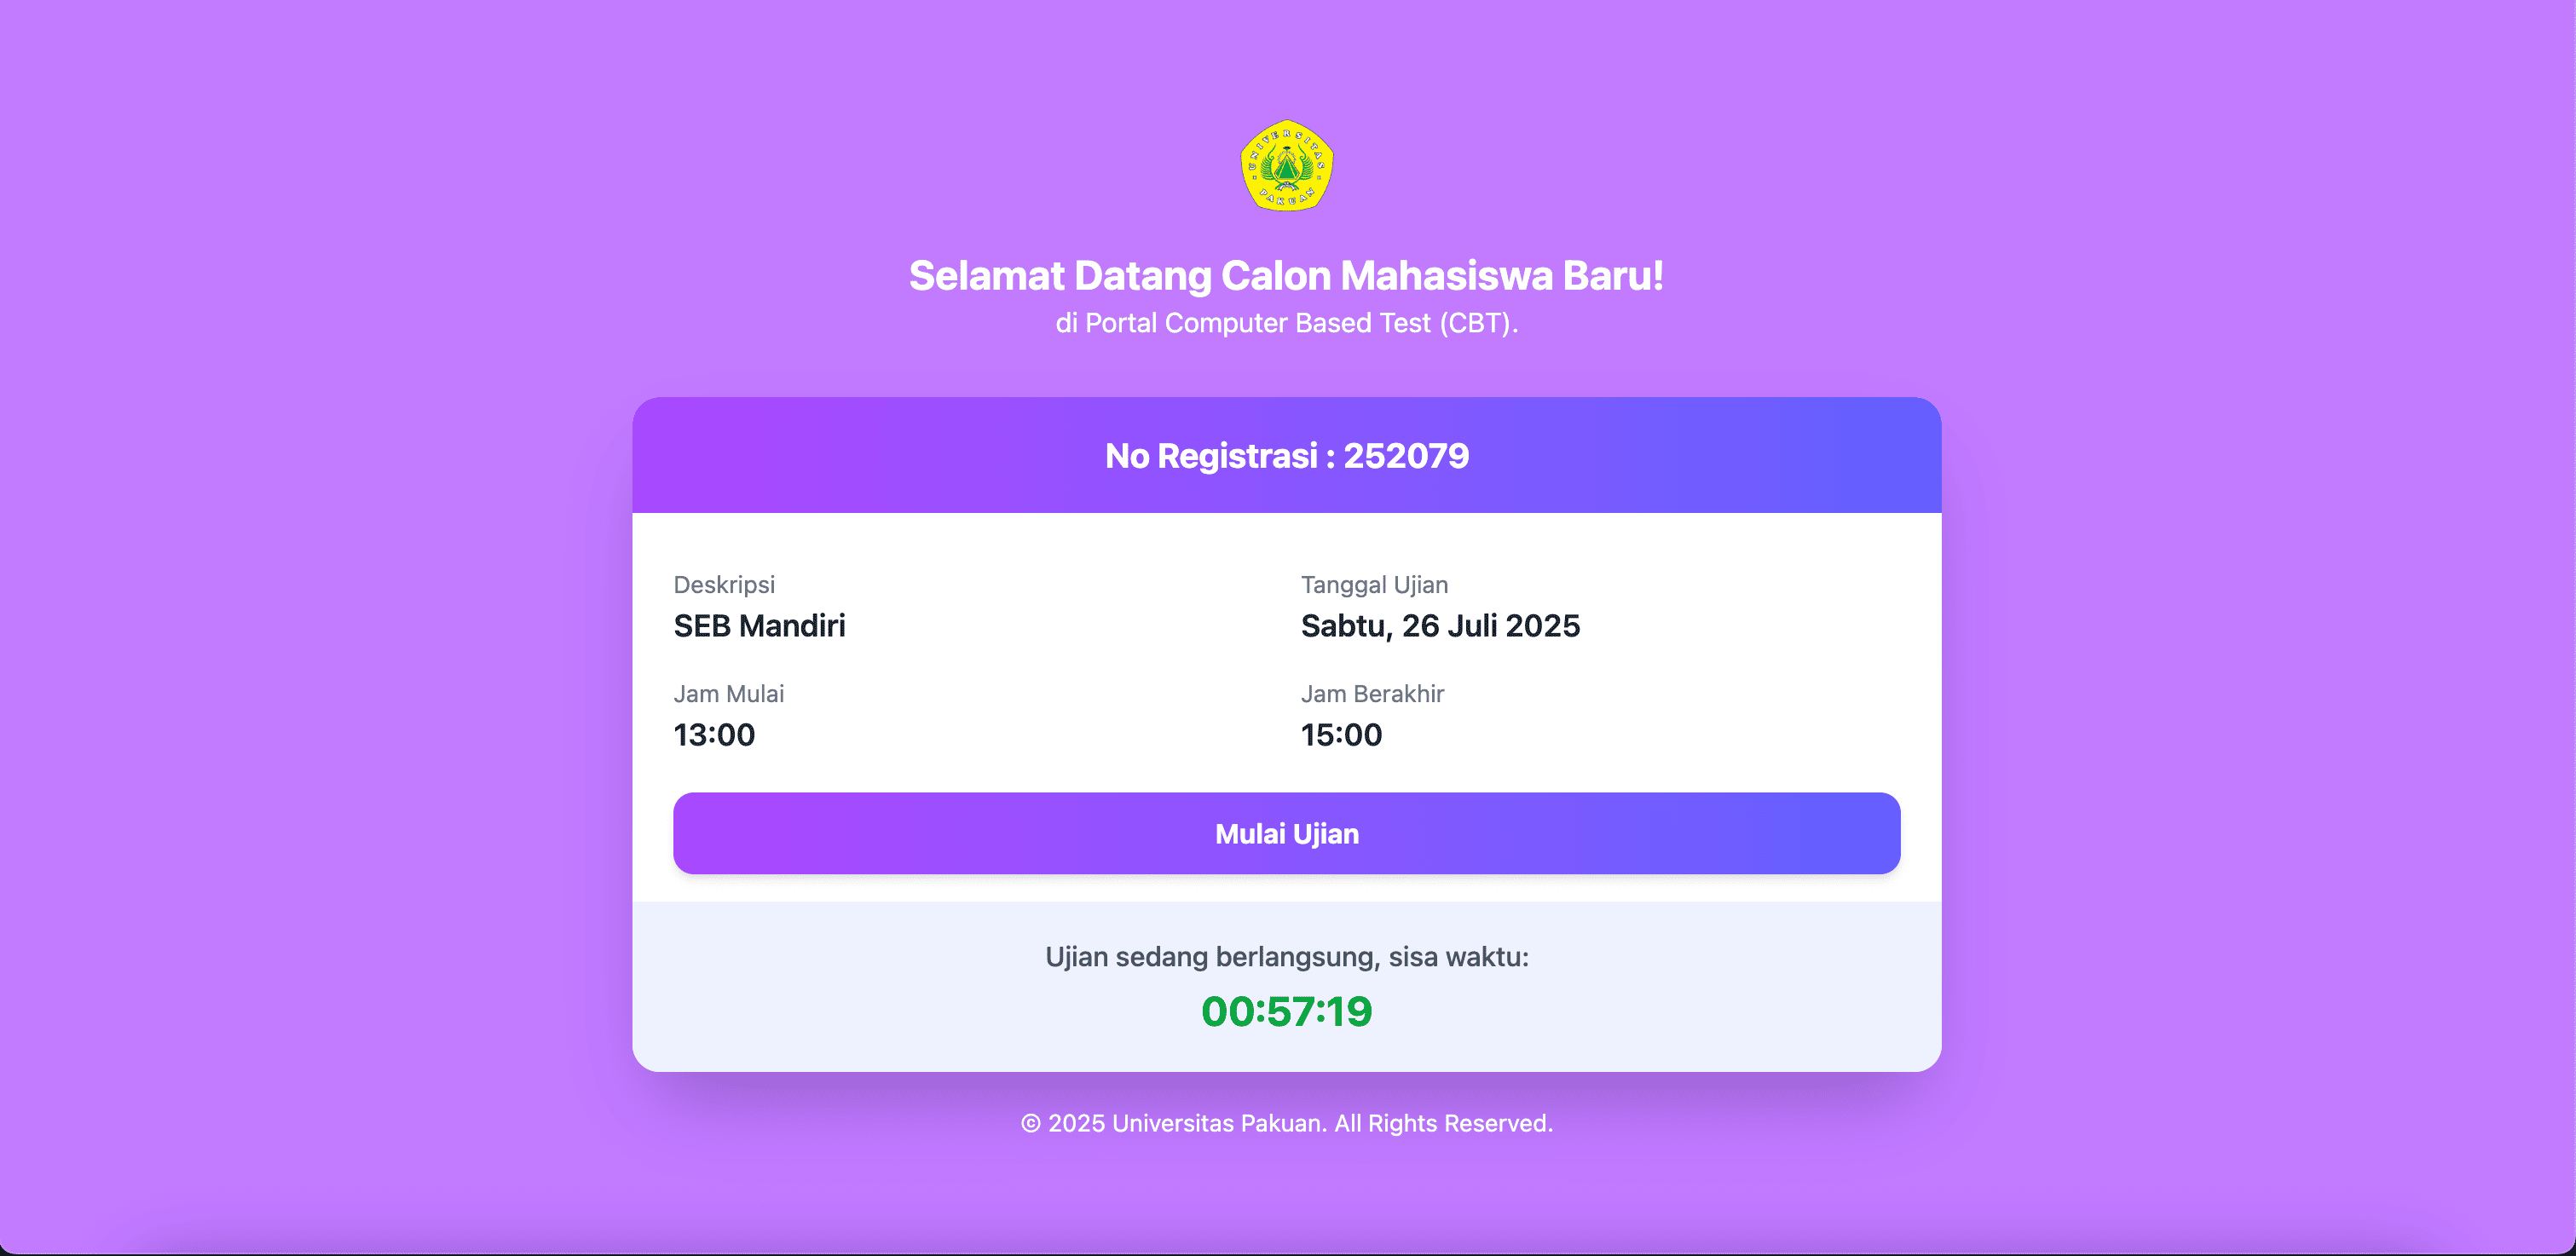 UNIVERSITAS
PAKUAN
Selamat Datang Calon Mahasiswa Baru!
di Portal Computer Based Test (CBT).
No Registrasi : 252079
Deskripsi
SEB Mandiri
Tanggal Ujian
Sabtu, 26 Juli 2025
Jam Mulai
13:00
Jam Berakhir
15:00
Mulai Ujian
Ujian sedang berlangsung, sisa waktu:
00:57:19
© 2025 Universitas Pakuan. All Rights Reserved.